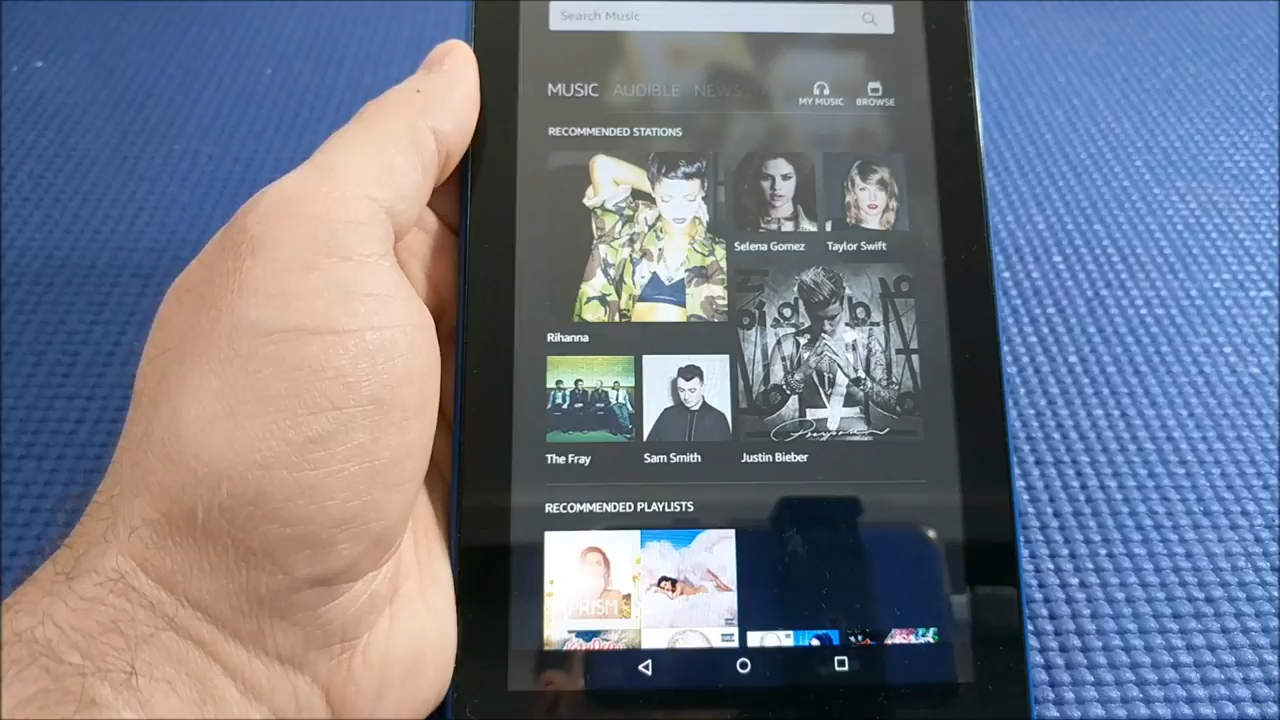 Search Music
MUSIC AUDIBLE NEWS
MY MUSIC BROWSE
RECOMMENDED STATIONS
Selena Gomez Taylor Swift
Rihanna
The Fray Sam Smith Justin Bieber
RECOMMENDED PLAYLISTS
PRISM